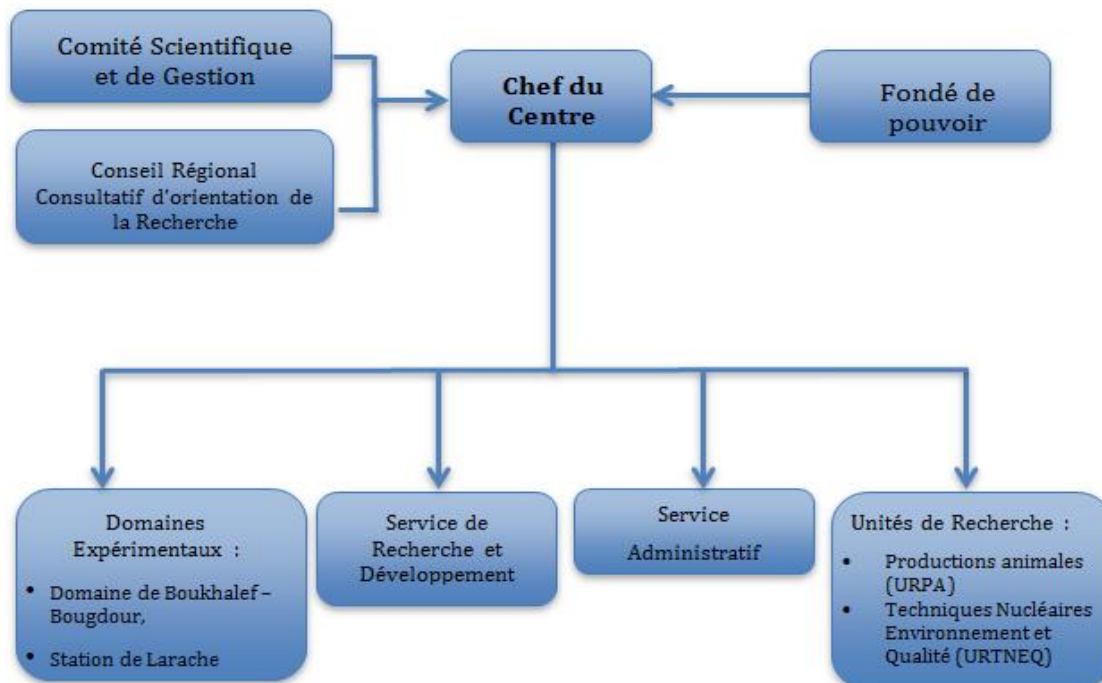 Comité Scientifique
et de Gestion
Conseil Régional
Consultatif d'orientation de
la Recherche
Chef du
Centre
Fondé de
pouvoir
Domaines
Expérimentaux :
• Domaine de Boukhalef –
Bougdour,
• Station de Larache
Service de
Recherche et
Développement
Service
Administratif
Unités de Recherche :
• Productions animales
(URPA)
• Techniques Nucléaires
Environnement et
Qualité (URTNEQ)